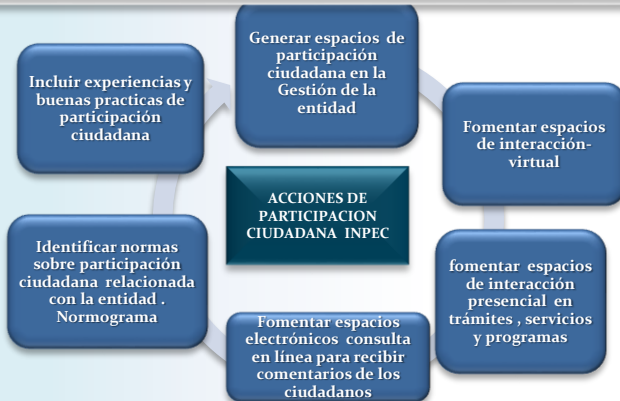 Generar espacios de
participación
ciudadana en la
Gestión de la
entidad
Fomentar espacios
de interacción-
virtual
fomentar espacios
de interacción
presencial en
trámites , servicios
y programas
Fomentar espacios
electrónicos consulta
en línea para recibir
comentarios de los
ciudadanos
Identificar normas
sobre participación
ciudadana relacionada
con la entidad .
Normograma
Incluir experiencias y
buenas practicas de
participación
ciudadana
ACCIONES DE
PARTICIPACION
CIUDADANA INPEC